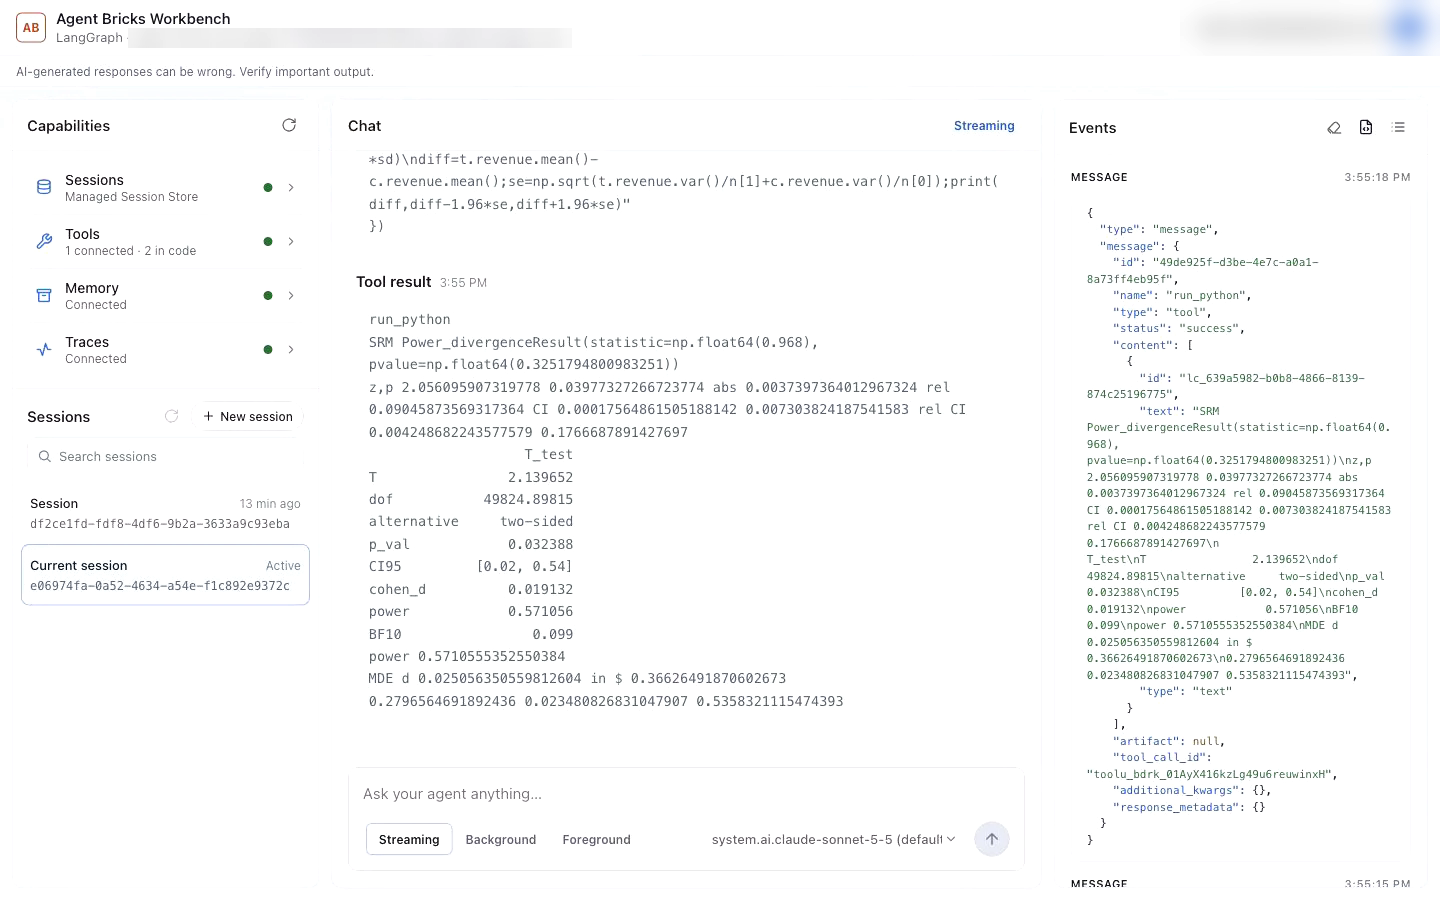 AB
Agent Bricks Workbench
LangGraph ·
AI-generated responses can be wrong. Verify important output.
Capabilities
Sessions
Managed Session Store
Tools
1 connected · 2 in code
Memory
Connected
Traces
Connected
Sessions
+ New session
Search sessions
Session 13 min ago
df2ce1fd-fdf8-4df6-9b2a-3633a9c93eba
Current session Active
e06974fa-0a52-4634-a54e-f1c892e9372c
Chat Streaming
*sd)\ndiff=t.revenue.mean()-
c.revenue.mean();se=np.sqrt(t.revenue.var()/n[1]+c.revenue.var()/n[0]);print(
diff,diff-1.96*se,diff+1.96*se)"
})
Tool result 3:55 PM
run_python
SRM Power_divergenceResult(statistic=np.float64(0.968),
pvalue=np.float64(0.3251794800983251))
z,p 2.056095907319778 0.03977327266723774 abs 0.0037397364012967324 rel
0.09045873569317364 CI 0.00017564861505188142 0.007303824187541583 rel CI
0.004248682243577579 0.1766687891427697
T_test
T 2.139652
dof 49824.89815
alternative two-sided
p_val 0.032388
CI95 [0.02, 0.54]
cohen_d 0.019132
power 0.571056
BF10 0.099
power 0.5710555352550384
MDE d 0.025056350559812604 in $ 0.36626491870602673
0.2796564691892436 0.023480826831047907 0.5358321115474393
Ask your agent anything...
Streaming Background Foreground system.ai.claude-sonnet-5-5 (default
Events
MESSAGE 3:55:18 PM
{
"type": "message",
"message": {
"id": "49de925f-d3be-4e7c-a0a1-
8a73ff4eb95f",
"name": "run_python",
"type": "tool",
"status": "success",
"content": [
{
"id": "lc_639a5982-b0b8-4866-8139-
874c25196775",
"text": "SRM
Power_divergenceResult(statistic=np.float64(0.
968),
pvalue=np.float64(0.3251794800983251))\nz,p
2.056095907319778 0.03977327266723774 abs
0.0037397364012967324 rel 0.09045873569317364
CI 0.00017564861505188142 0.007303824187541583
rel CI 0.004248682243577579
0.1766687891427697\n
T_test\nT 2.139652\ndof
49824.89815\nalternative two-sided\np_val
0.032388\nCI95 [0.02, 0.54]\ncohen_d
0.019132\npower 0.571056\nBF10
0.099\npower 0.5710555352550384\nMDE d
0.025056350559812604 in $
0.36626491870602673\n0.2796564691892436
0.023480826831047907 0.5358321115474393",
"type": "text"
}
],
"artifact": null,
"tool_call_id":
"toolu_bdrk_01AyX416kzLg49u6reuwinxH",
"additional_kwargs": {},
"response_metadata": {}
}
}
MESSAGE 3:55:15 PM